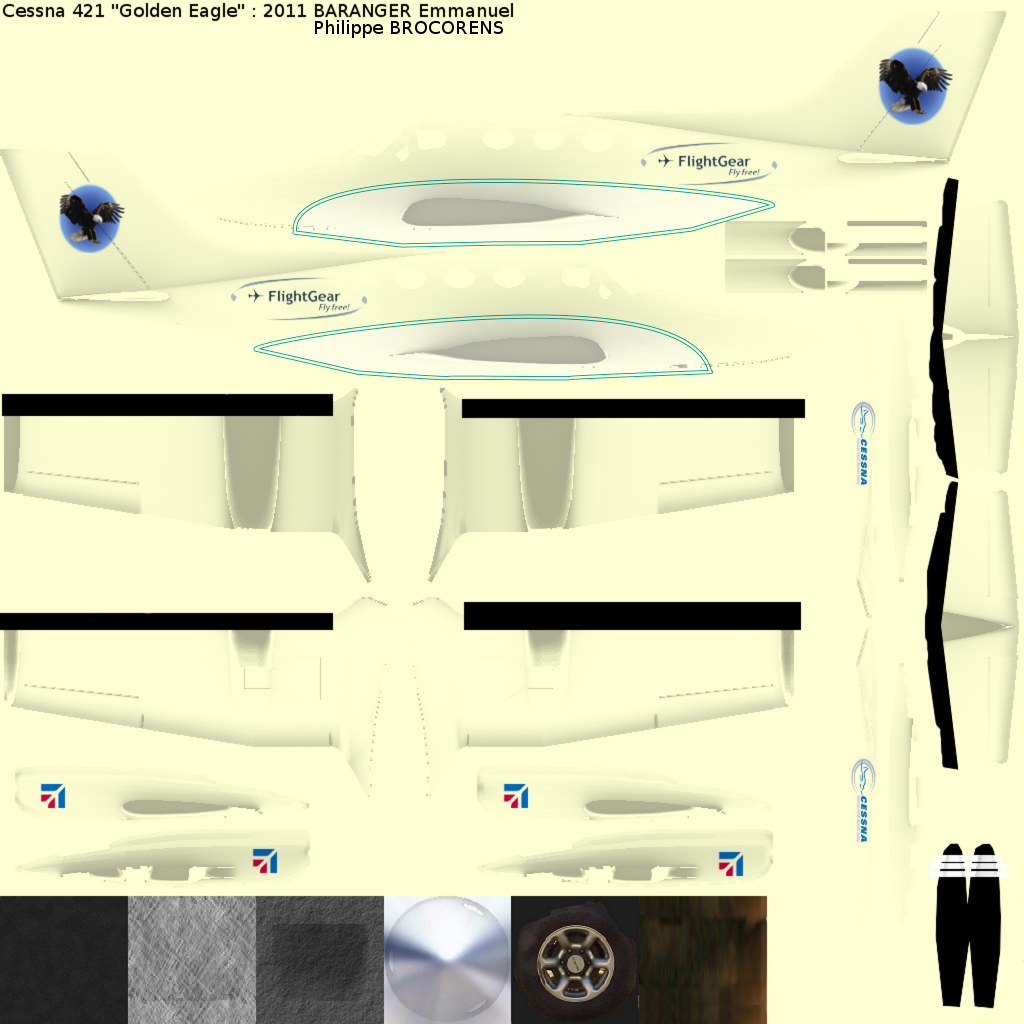 Cessna 421 "Golden Eagle" : 2011 BARANGER Emmanuel
Philippe BROCORENS
FlightGear
Fly free!
FlightGear
Fly free!
CESSNA
CESSNA